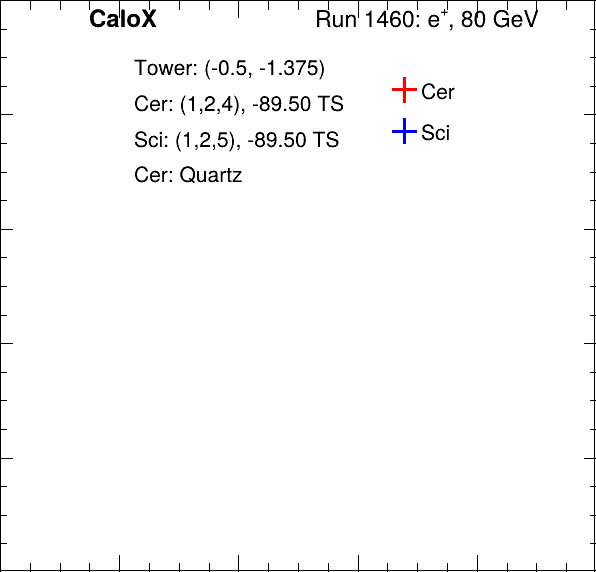 CaloX Run 1460: e+, 80 GeV
Tower: (-0.5, -1.375)
Cer: (1,2,4), -89.50 TS
Sci: (1,2,5), -89.50 TS
Cer: Quartz
Cer
Sci